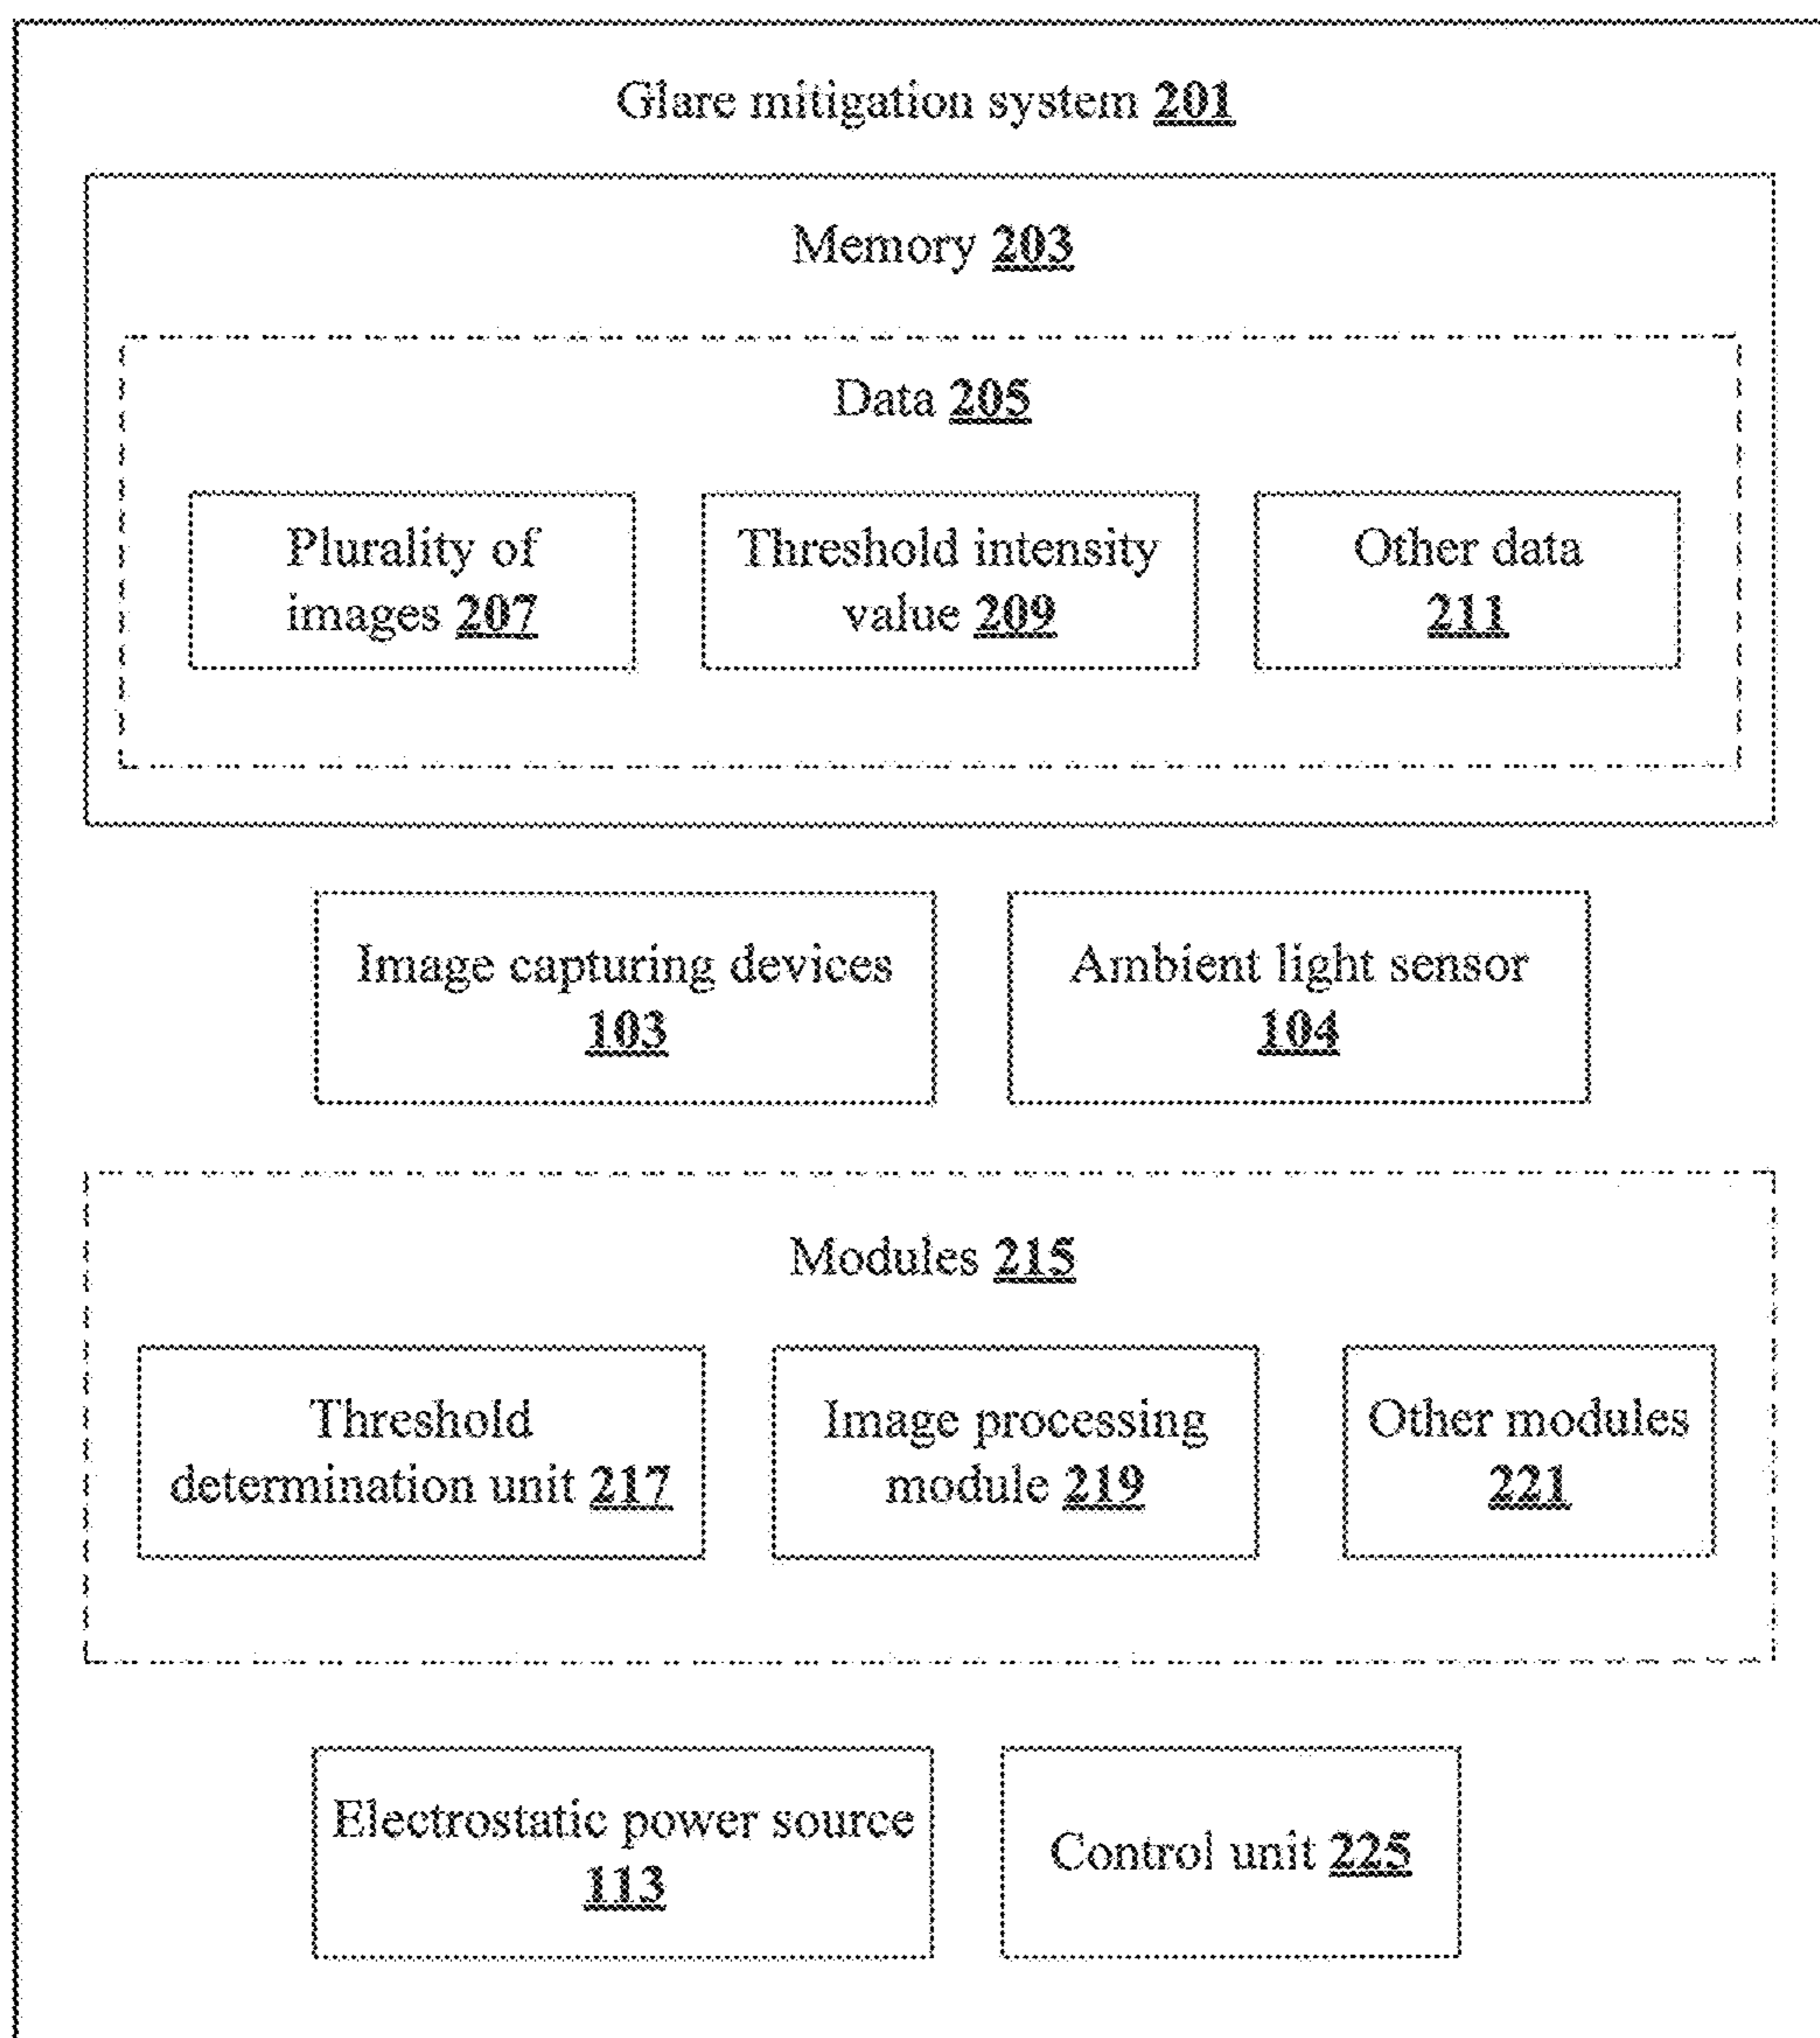 Glare mitigation system 201
Memory 203
Data 205
Plurality of
images 207
Threshold intensity
value 209
Other data
211
Image capturing devices
103
Ambient light sensor
104
Modules 215
Threshold
determination unit 217
Image processing
module 219
Other modules
221
Electrostatic power source
113
Control unit 225